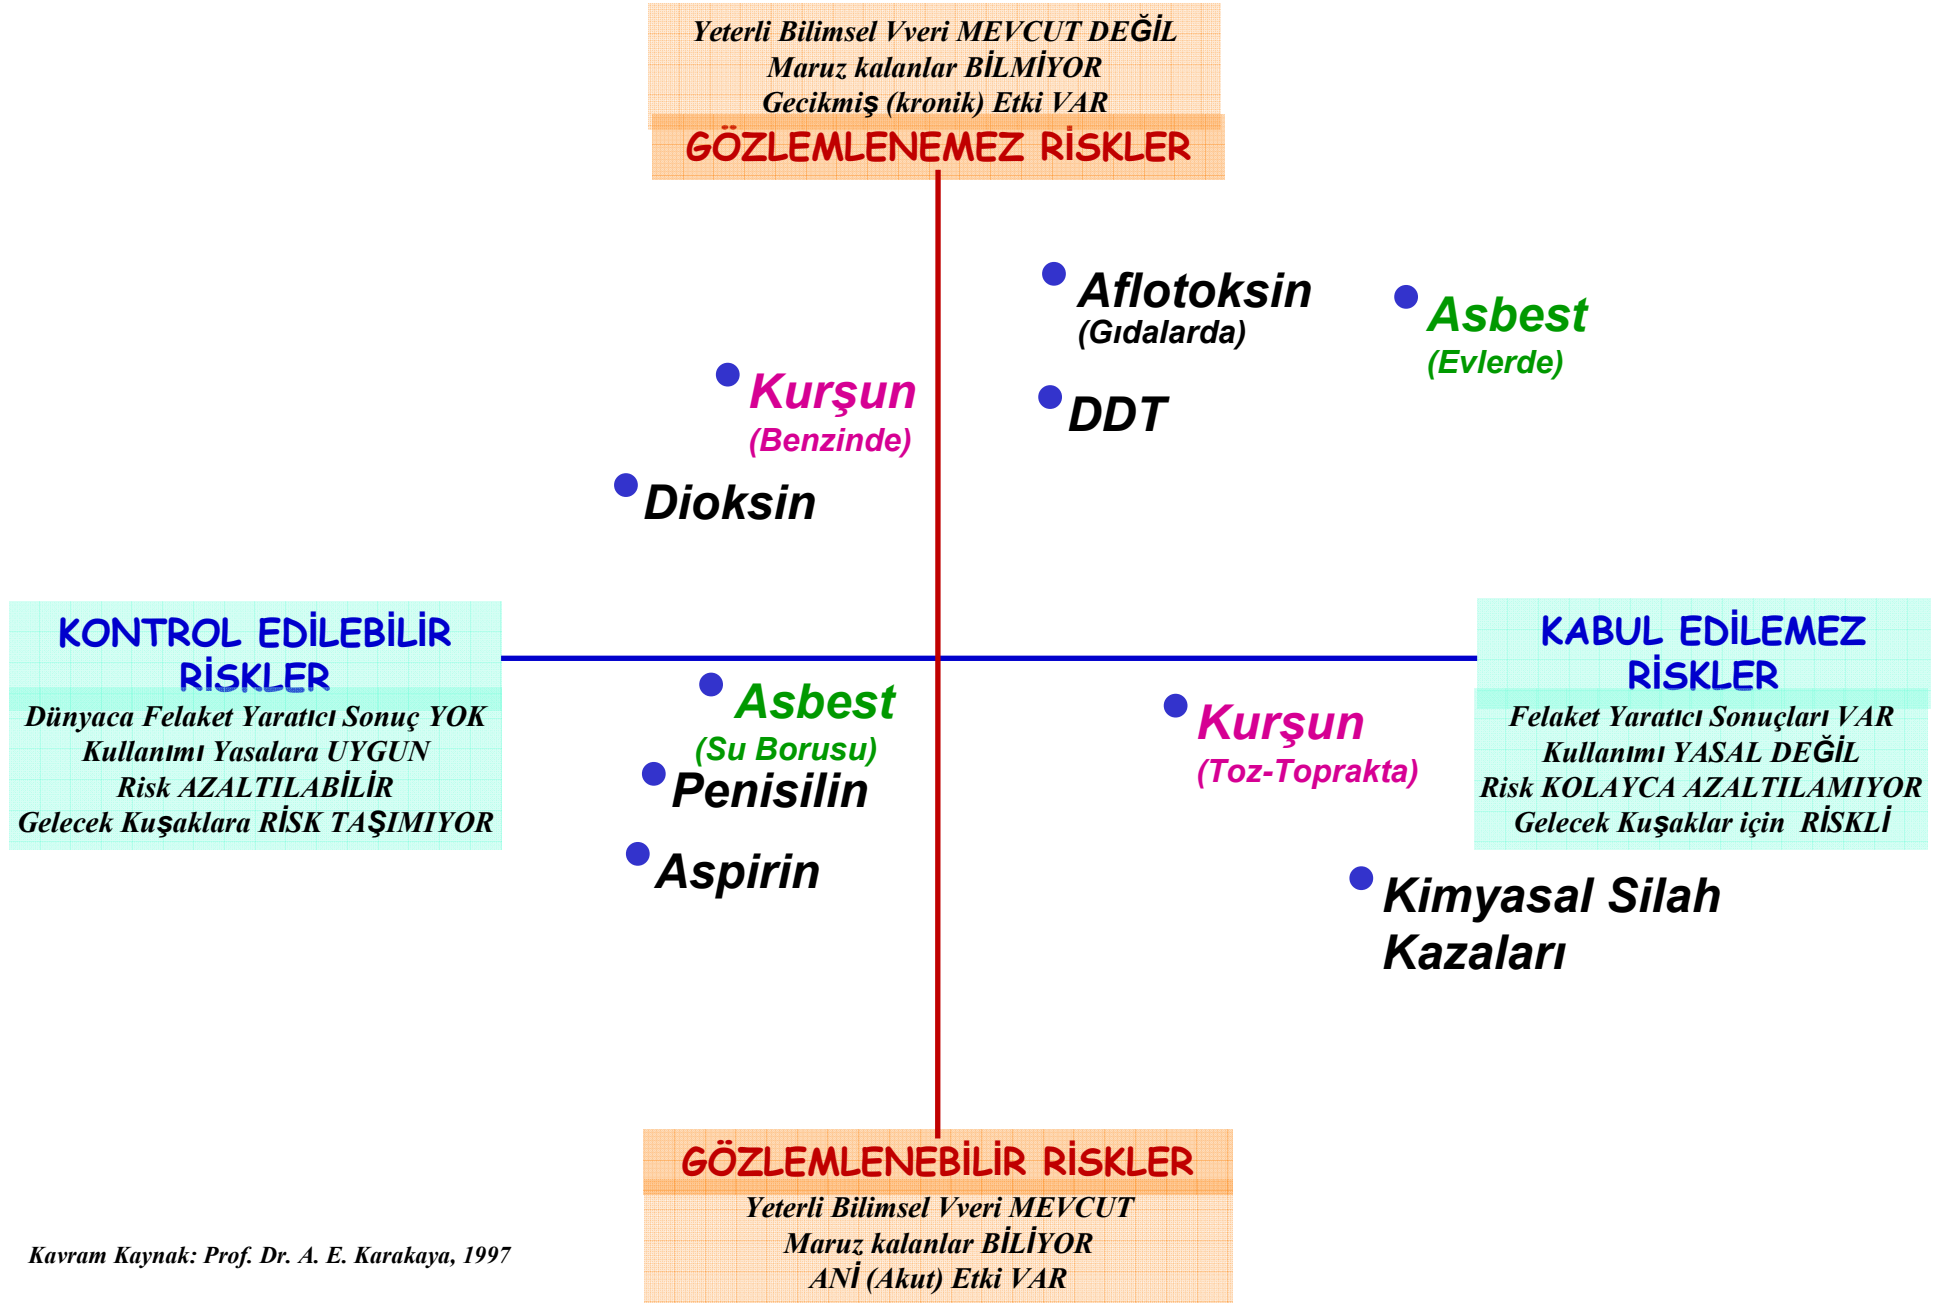 Yeterli Bilimsel Vveri MEVCUT DEĞİL
Maruz kalanlar BİLMİYOR
Gecikmiş (kronik) Etki VAR
GÖZLEMLENEMEZ RİSKLER
Aflotoksin
(Gıdalarda)
Asbest
(Evlerde)
Kurşun
(Benzinde)
DDT
Dioksin
KONTROL EDİLEBİLİR
RİSKLER
Dünyaca Felaket Yaratıcı Sonuç YOK
Kullanımı Yasalara UYGUN
Risk AZALTILABİLİR
Gelecek Kuşaklara RİSK TAŞIMIYOR
KABUL EDİLEMEZ
RİSKLER
Felaket Yaratıcı Sonuçları VAR
Kullanımı YASAL DEĞİL
Risk KOLAYCA AZALTILAMIYOR
Gelecek Kuşaklar için RİSKLİ
Asbest
(Su Borusu)
Kurşun
(Toz-Toprakta)
Penisilin
Aspirin
Kimyasal Silah
Kazaları
GÖZLEMLENEBİLİR RİSKLER
Yeterli Bilimsel Vveri MEVCUT
Maruz kalanlar BİLİYOR
ANİ (Akut) Etki VAR
Kavram Kaynak: Prof. Dr. A. E. Karakaya, 1997